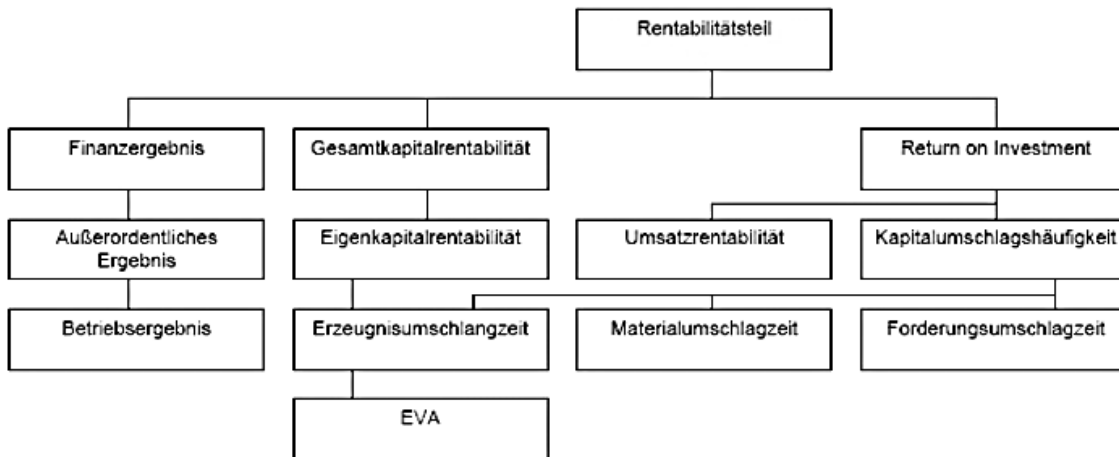 Rentabilitätsteil
Finanzergebnis
Gesamtkapitalrentabilität
Return on Investment
Außerordentliches
Ergebnis
Eigenkapitalrentabilität
Umsatzrentabilität
Kapitalumschlagshäufigkeit
Betriebsergebnis
Erzeugnisumschlangzeit
Materialumschlagzeit
Forderungsumschlagzeit
EVA